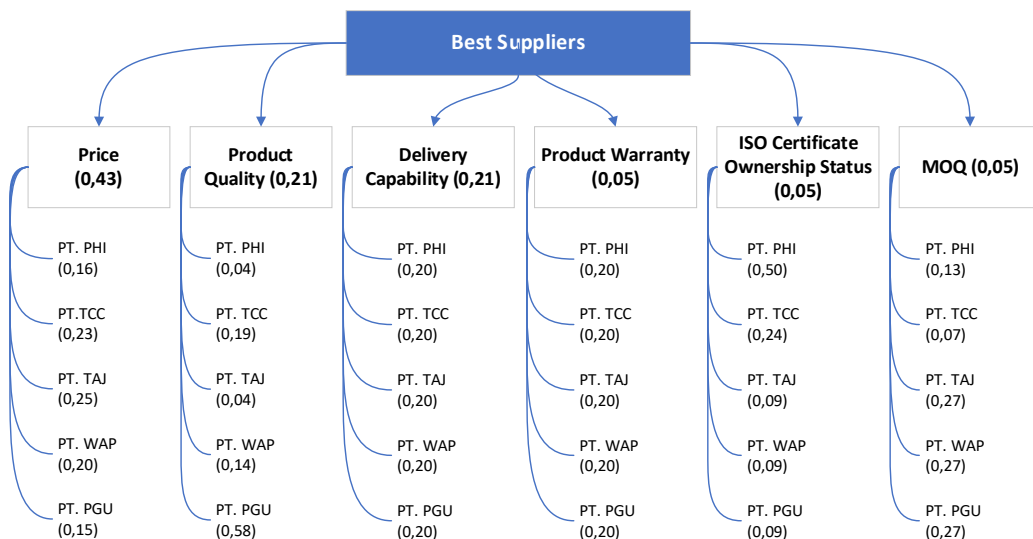 Best Suppliers
Price
(0,43)
Product
Quality (0,21)
Delivery
Capability (0,21)
Product Warranty
(0,05)
ISO Certificate
Ownership Status
(0,05)
MOQ (0,05)
PT. PHI
(0,16)
PT.TCC
(0,23)
PT. TAJ
(0,25)
PT. WAP
(0,20)
PT. PGU
(0,15)
PT. PHI
(0,04)
PT. TCC
(0,19)
PT. TAJ
(0,04)
PT. WAP
(0,14)
PT. PGU
(0,58)
PT. PHI
(0,20)
PT. TCC
(0,20)
PT. TAJ
(0,20)
PT. WAP
(0,20)
PT. PGU
(0,20)
PT. PHI
(0,20)
PT. TCC
(0,20)
PT. TAJ
(0,20)
PT. WAP
(0,20)
PT. PGU
(0,20)
PT. PHI
(0,50)
PT. TCC
(0,24)
PT. TAJ
(0,09)
PT. WAP
(0,09)
PT. PGU
(0,09)
PT. PHI
(0,13)
PT. TCC
(0,07)
PT. TAJ
(0,27)
PT. WAP
(0,27)
PT. PGU
(0,27)